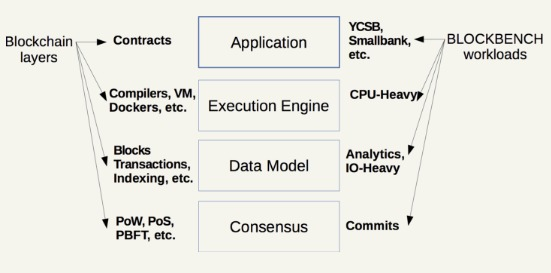 Blockchain
layers
Contracts
Application
YCSB,
Smallbank,
etc.
BLOCKBENCH
workloads
Compilers, VM,
Dockers, etc.
Execution Engine
CPU-Heavy
Blocks
Transactions,
Indexing, etc.
Data Model
Analytics,
IO-Heavy
PoW, PoS,
PBFT, etc.
Consensus
Commits